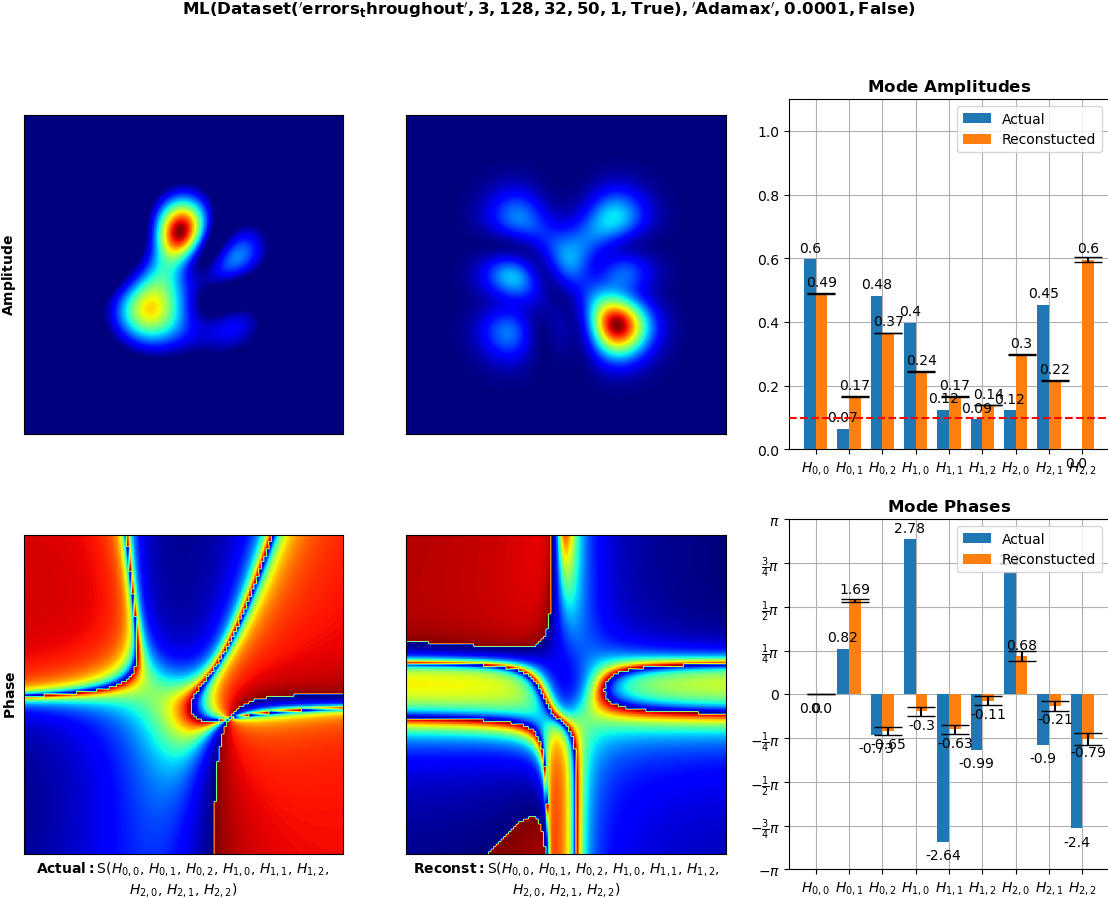 ML(Dataset('errors_throughout', 3, 128, 32, 50, 1, True), 'Adamax', 0.0001, False)
Amplitude
Mode Amplitudes
Actual
Reconstucted
1.0
0.8
0.6
0.4
0.2
0.0
0.6 0.49 0.07 0.17 0.48 0.37 0.4 0.24 0.12 0.17 0.09 0.14 0.12 0.3 0.45 0.22 0.0 0.6
H0,0 H0,1 H0,2 H1,0 H1,1 H1,2 H2,0 H2,1 H2,2
Phase
Mode Phases
Actual
Reconstucted
π
3/4π
1/2π
1/4π
0
−1/4π
−1/2π
−3/4π
−π
0.0 0.0 0.82 1.69 -0.73 -0.65 2.78 -0.3 -2.64 -0.63 -0.99 -0.11 0.68 -0.9 -0.21 -2.4 -0.79
H0,0 H0,1 H0,2 H1,0 H1,1 H1,2 H2,0 H2,1 H2,2
Actual: S(H0,0, H0,1, H0,2, H1,0, H1,1, H1,2,
H2,0, H2,1, H2,2)
Reconst: S(H0,0, H0,1, H0,2, H1,0, H1,1, H1,2,
H2,0, H2,1, H2,2)